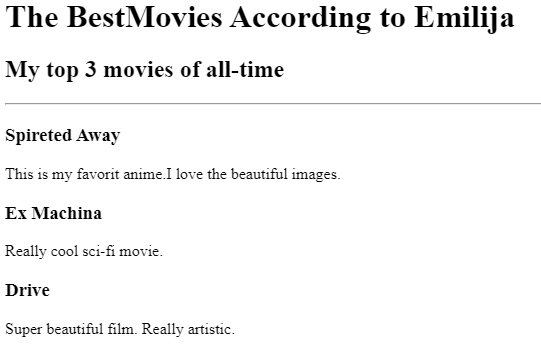 The BestMovies According to Emilija
My top 3 movies of all-time
Spireted Away
This is my favorit anime.I love the beautiful images.
Ex Machina
Really cool sci-fi movie.
Drive
Super beautiful film. Really artistic.